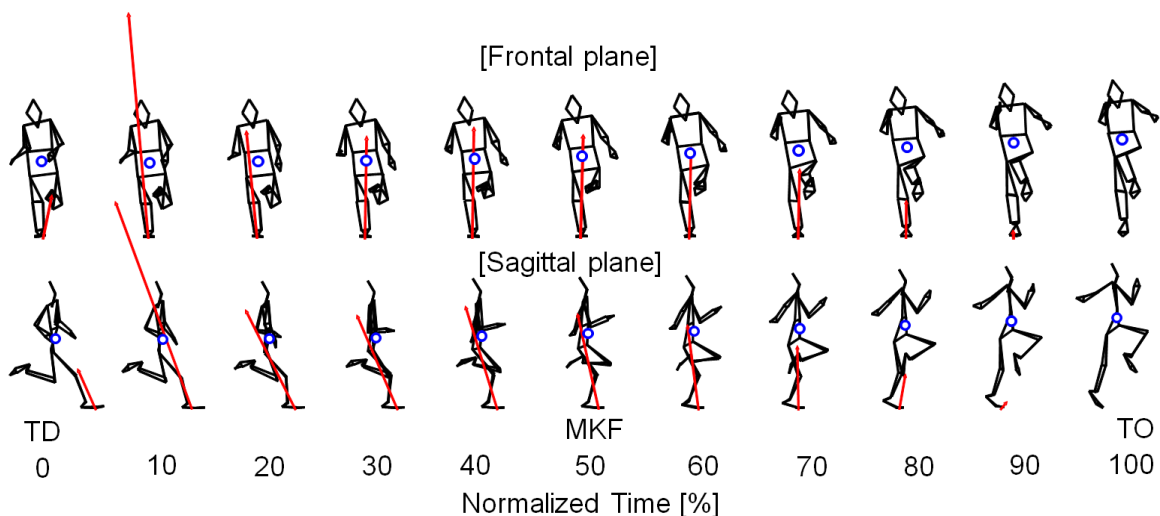 [Frontal plane]
[Sagittal plane]
TD MKF TO
0 10 20 30 40 50 60 70 80 90 100
Normalized Time [%]